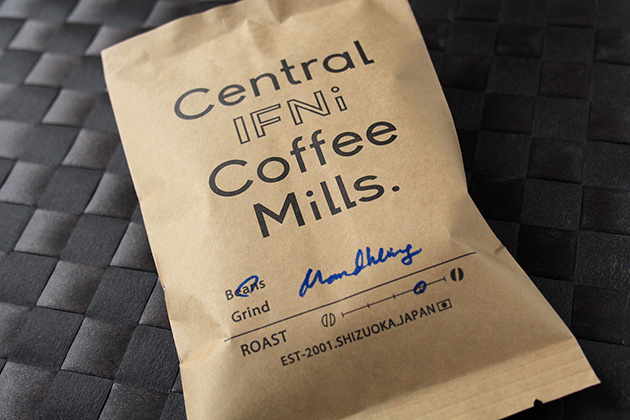 Central
IFNi
Coffee
Mills.
Beans Mandheling
Grind
ROAST
EST-2001.SHIZUOKA.JAPAN